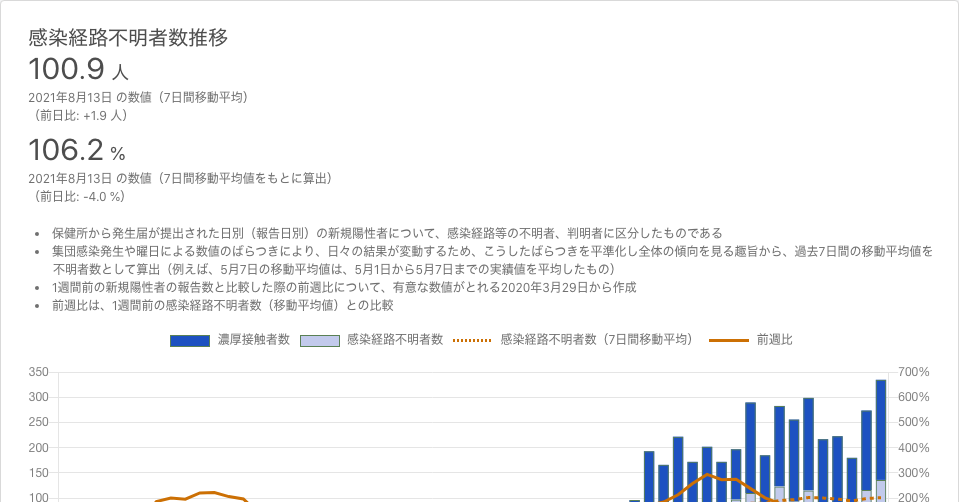 感染経路不明者数推移
100.9 人
2021年8月13日 の数値（7日間移動平均）
（前日比: +1.9 人）
106.2 %
2021年8月13日 の数値（7日間移動平均値をもとに算出）
（前日比: -4.0 %）
• 保健所から発生届が提出された日別（報告日別）の新規陽性者について、感染経路等の不明者、判明者に区分したものである
• 集団感染発生や曜日による数値のばらつきにより、日々の結果が変動するため、こうしたばらつきを平準化し全体の傾向を見る趣旨から、過去7日間の移動平均値を
不明者数として算出（例えば、5月7日の移動平均値は、5月1日から5月7日までの実績値を平均したもの）
• 1週間前の新規陽性者の報告数と比較した際の前週比について、有意な数値がとれる2020年3月29日から作成
• 前週比は、1週間前の感染経路不明者数（移動平均値）との比較
濃厚接触者数 感染経路不明者数 感染経路不明者数（7日間移動平均） 前週比
350 700%
300 600%
250 500%
200 400%
150 300%
100 200%